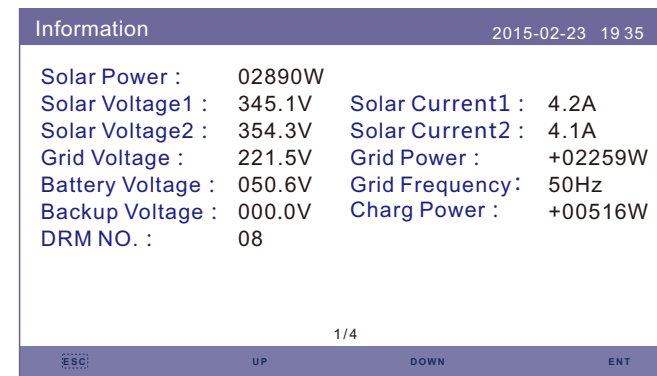 Information 2015-02-23 19 35
Solar Power : 02890W
Solar Voltage1 : 345.1V Solar Current1 : 4.2A
Solar Voltage2 : 354.3V Solar Current2 : 4.1A
Grid Voltage : 221.5V Grid Power : +02259W
Battery Voltage : 050.6V Grid Frequency: 50Hz
Backup Voltage : 000.0V Charg Power : +00516W
DRM NO. : 08
1/4
ESC UP DOWN ENT